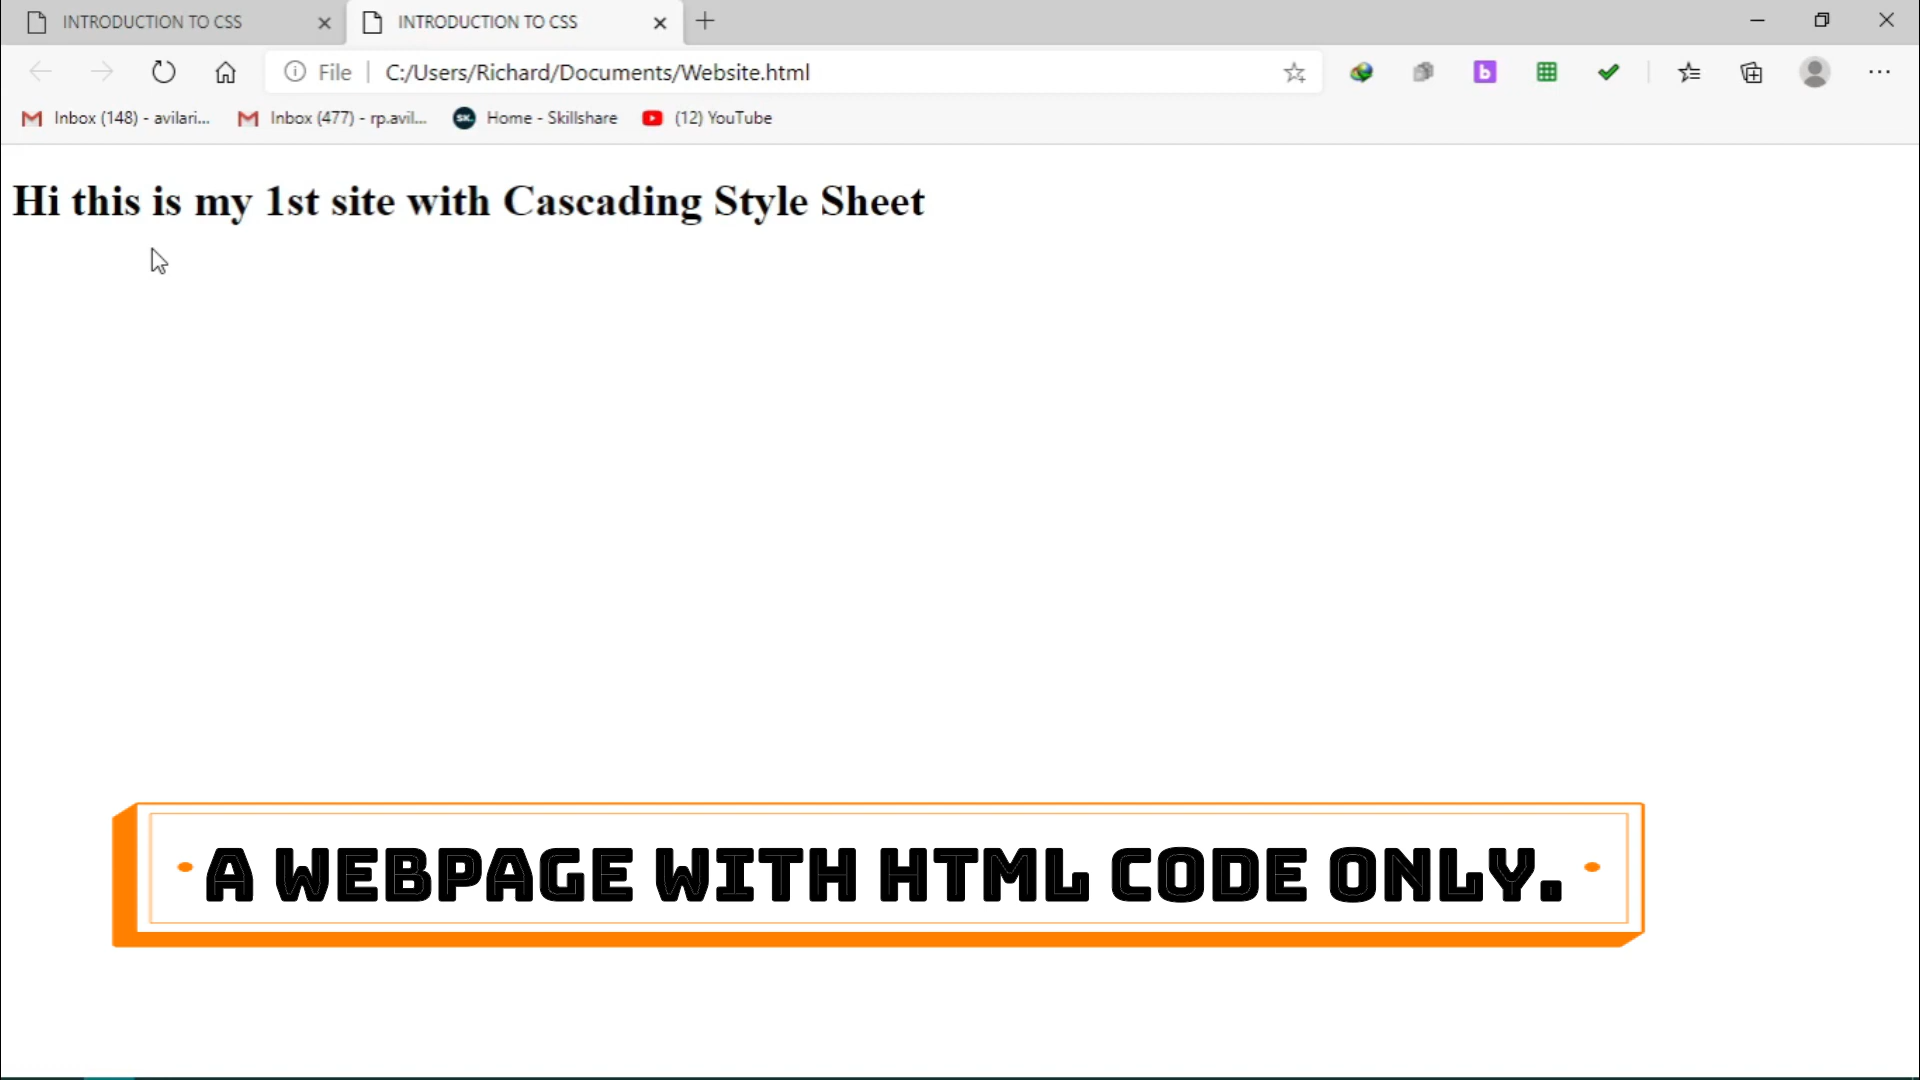 INTRODUCTION TO CSS
INTRODUCTION TO CSS
File
C:/Users/Richard/Documents/Website.html
b
Inbox (148) - avilari...
Inbox (477) - rp.avil...
SK.
Home - Skillshare
(12) YouTube
Hi this is my 1st site with Cascading Style Sheet
A WEBPAGE WITH HTML CODE ONLY.